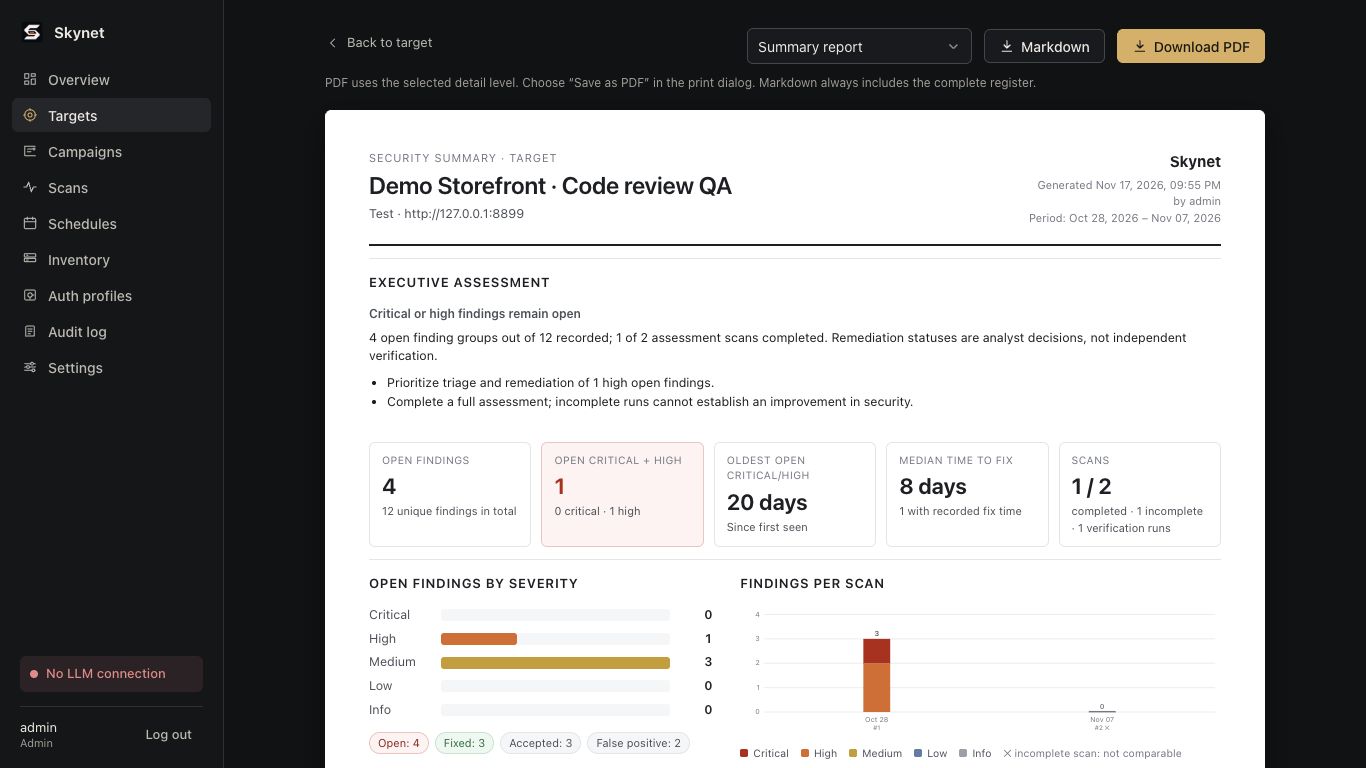 Skynet
Overview
Targets
Campaigns
Scans
Schedules
Inventory
Auth profiles
Audit log
Settings
No LLM connection
admin
Admin
Log out
Back to target
Summary report
Markdown
Download PDF
PDF uses the selected detail level. Choose “Save as PDF” in the print dialog. Markdown always includes the complete register.
SECURITY SUMMARY · TARGET
Demo Storefront · Code review QA
Test · http://127.0.0.1:8899
Skynet
Generated Nov 17, 2026, 09:55 PM
by admin
Period: Oct 28, 2026 – Nov 07, 2026
EXECUTIVE ASSESSMENT
Critical or high findings remain open
4 open finding groups out of 12 recorded; 1 of 2 assessment scans completed. Remediation statuses are analyst decisions, not independent
verification.
• Prioritize triage and remediation of 1 high open findings.
• Complete a full assessment; incomplete runs cannot establish an improvement in security.
OPEN FINDINGS
4
12 unique findings in total
OPEN CRITICAL + HIGH
1
0 critical · 1 high
OLDEST OPEN
CRITICAL/HIGH
20 days
Since first seen
MEDIAN TIME TO FIX
8 days
1 with recorded fix time
SCANS
1 / 2
completed · 1 incomplete
· 1 verification runs
OPEN FINDINGS BY SEVERITY
Critical 0
High 1
Medium 3
Low 0
Info 0
Open: 4 Fixed: 3 Accepted: 3 False positive: 2
FINDINGS PER SCAN
4
3
2
1
0
3
0
Oct 28
#1
Nov 07
#2 ×
Critical High Medium Low Info × incomplete scan: not comparable